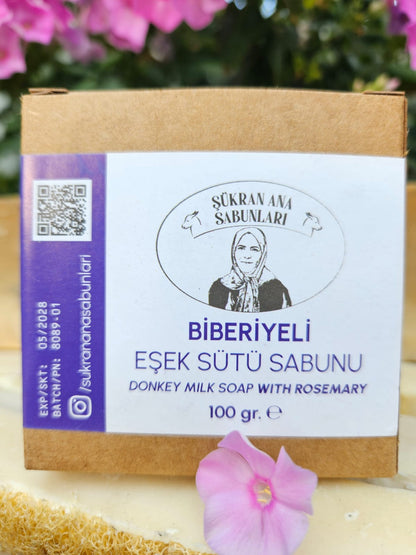 ŞÜKRAN ANA
SABUNLARI
BİBERİYELİ
EŞEK SÜTÜ SABUNU
DONKEY MILK SOAP WITH ROSEMARY
100 gr. ℮
EXP/SKT: 05/2028
BATCH/PN: 8089-01
/sukrananasabunlari